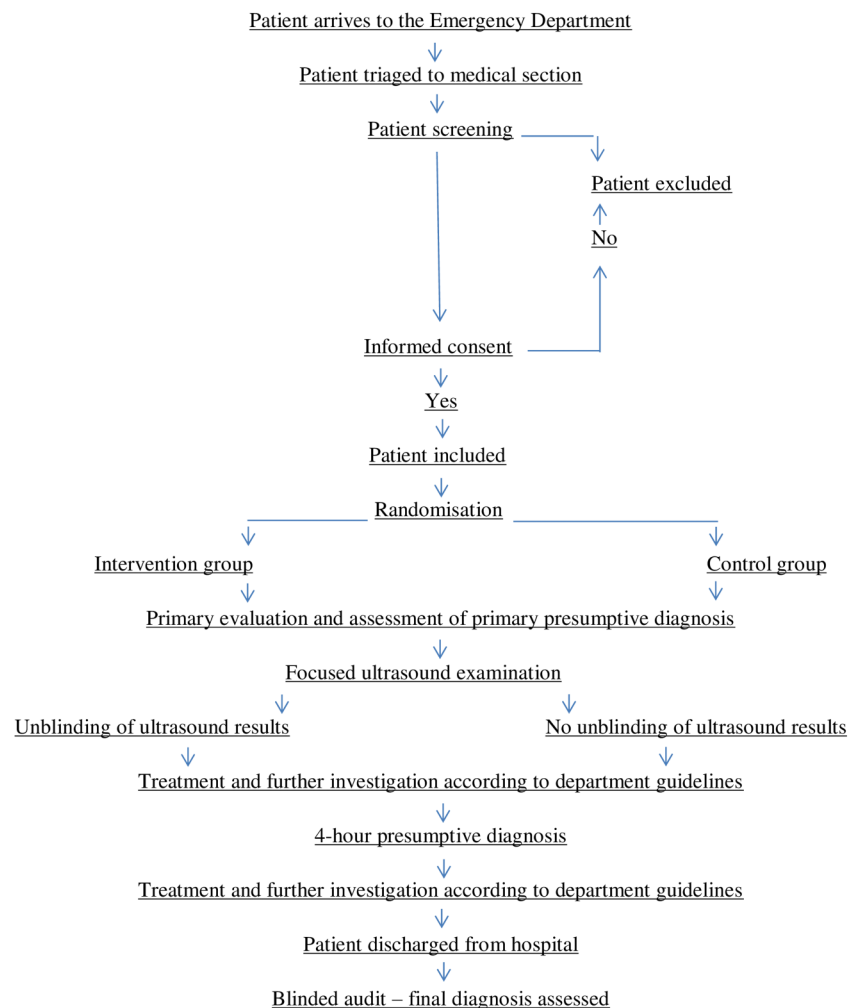 Patient arrives to the Emergency Department
Patient triaged to medical section
Patient screening
Patient excluded
No
Informed consent
Yes
Patient included
Randomisation
Intervention group
Control group
Primary evaluation and assessment of primary presumptive diagnosis
Focused ultrasound examination
Unblinding of ultrasound results
No unblinding of ultrasound results
Treatment and further investigation according to department guidelines
4-hour presumptive diagnosis
Treatment and further investigation according to department guidelines
Patient discharged from hospital
Blinded audit – final diagnosis assessed